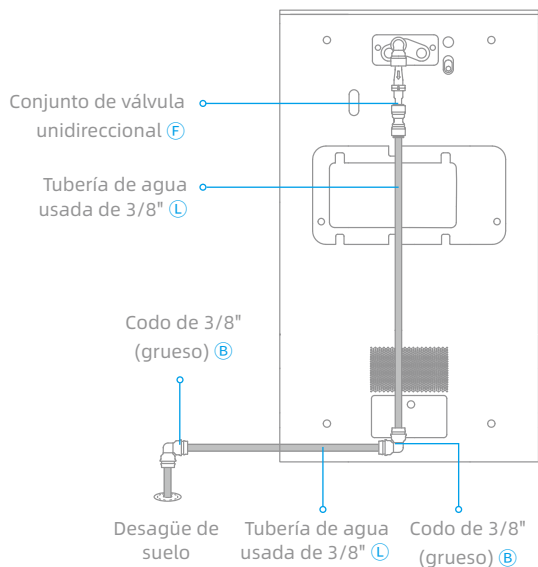 Conjunto de válvula
unidireccional Ⓕ
Tubería de agua
usada de 3/8" Ⓛ
Codo de 3/8"
(grueso) Ⓑ
Desagüe de
suelo
Tubería de agua
usada de 3/8" Ⓛ
Codo de 3/8"
(grueso) Ⓑ